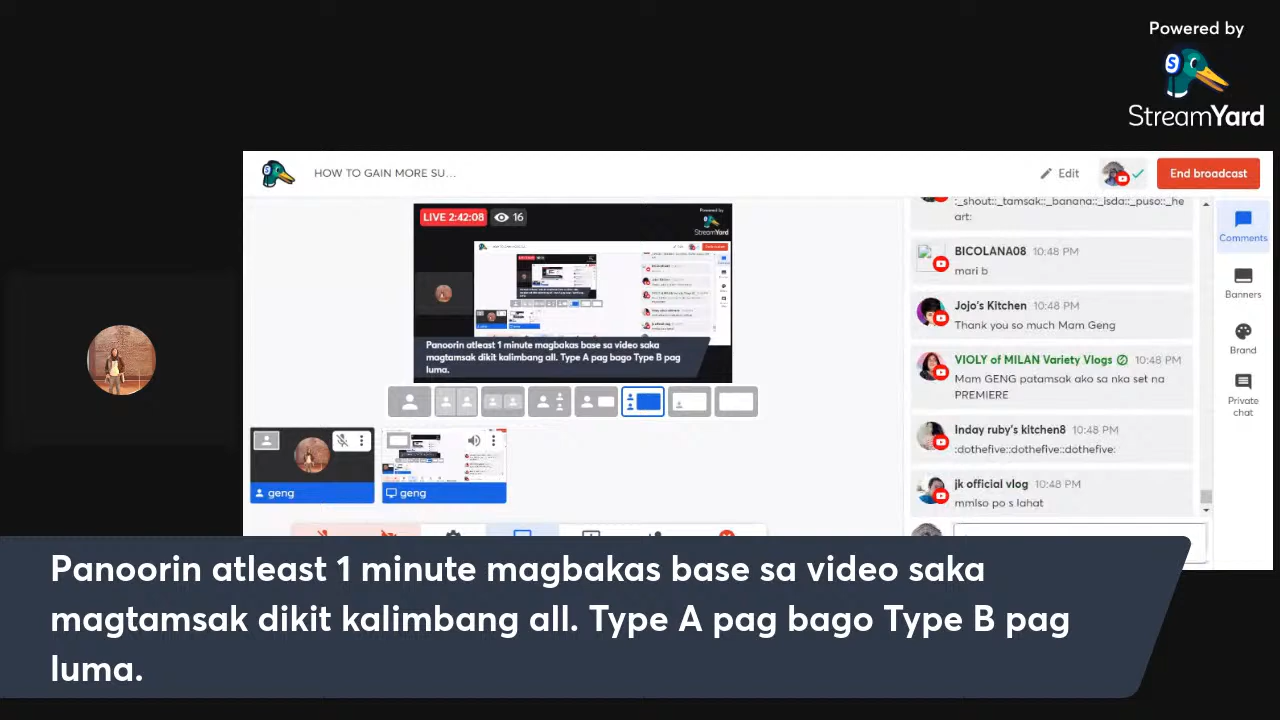 Powered by
StreamYard
HOW TO GAIN MORE SU...
Edit
End broadcast
LIVE 2:42:08
16
Powered by
StreamYard
Panoorin atleast 1 minute magbakas base sa video saka
magtamsak dikit kalimbang all. Type A pag bago Type B pag
luma.
geng
geng
:_shout:_tamsak:_banana::_isda::_puso::_he
art:
BICOLANA08 10:48 PM
mari b
Jojo's Kitchen 10:48 PM
Thank you so much Mam Geng
VIOLY of MILAN Variety Vlogs 10:48 PM
Mam GENG patamsak ako sa nka set na
PREMIERE
Inday ruby's kitchen8 10:48 PM
:dothefive::dothefive::dothefive:
jk official vlog 10:48 PM
mmlso po s lahat
Comments
Banners
Brand
Private
chat
Panoorin atleast 1 minute magbakas base sa video saka
magtamsak dikit kalimbang all. Type A pag bago Type B pag
luma.